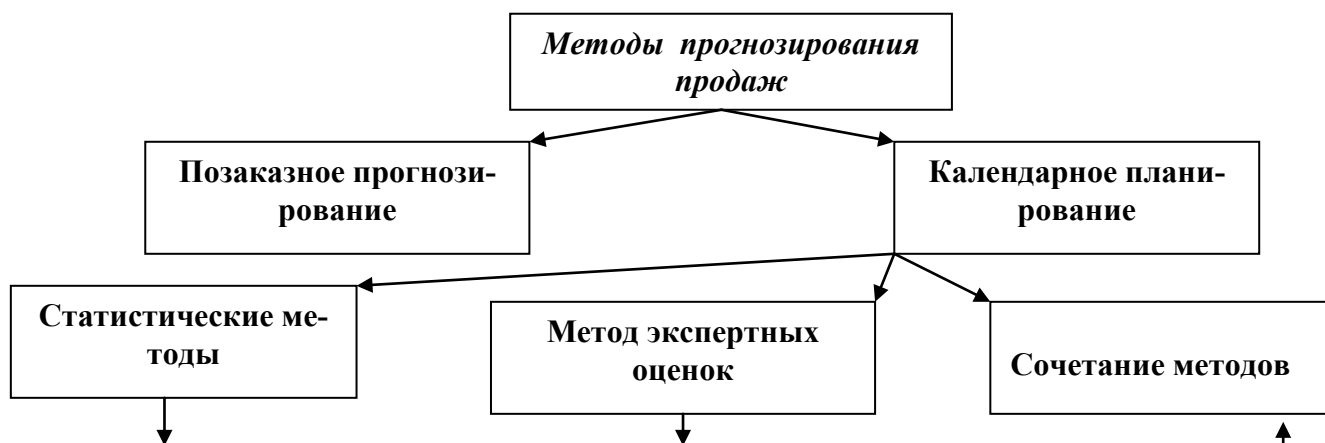 Методы прогнозирования
продаж
Позаказное прогнози-
рование
Календарное плани-
рование
Статистические ме-
тоды
Метод экспертных
оценок
Сочетание методов